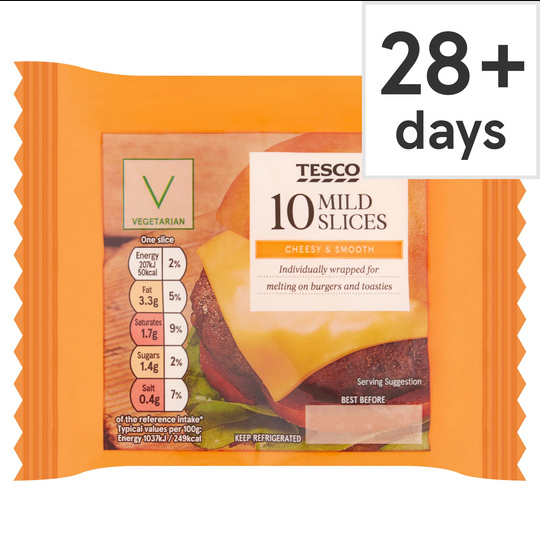 28+
days
V
VEGETARIAN
TESCO
10 MILD
SLICES
CHEESY & SMOOTH
Individually wrapped for
melting on burgers and toasties
One slice
Energy
207kJ
50kcal
2%
Fat
3.3g
5%
Saturates
1.7g
9%
Sugars
1.4g
2%
Salt
0.4g
7%
of the reference intake*
Typical values per 100g:
Energy 1037kJ / 249kcal
KEEP REFRIGERATED
Serving Suggestion
BEST BEFORE